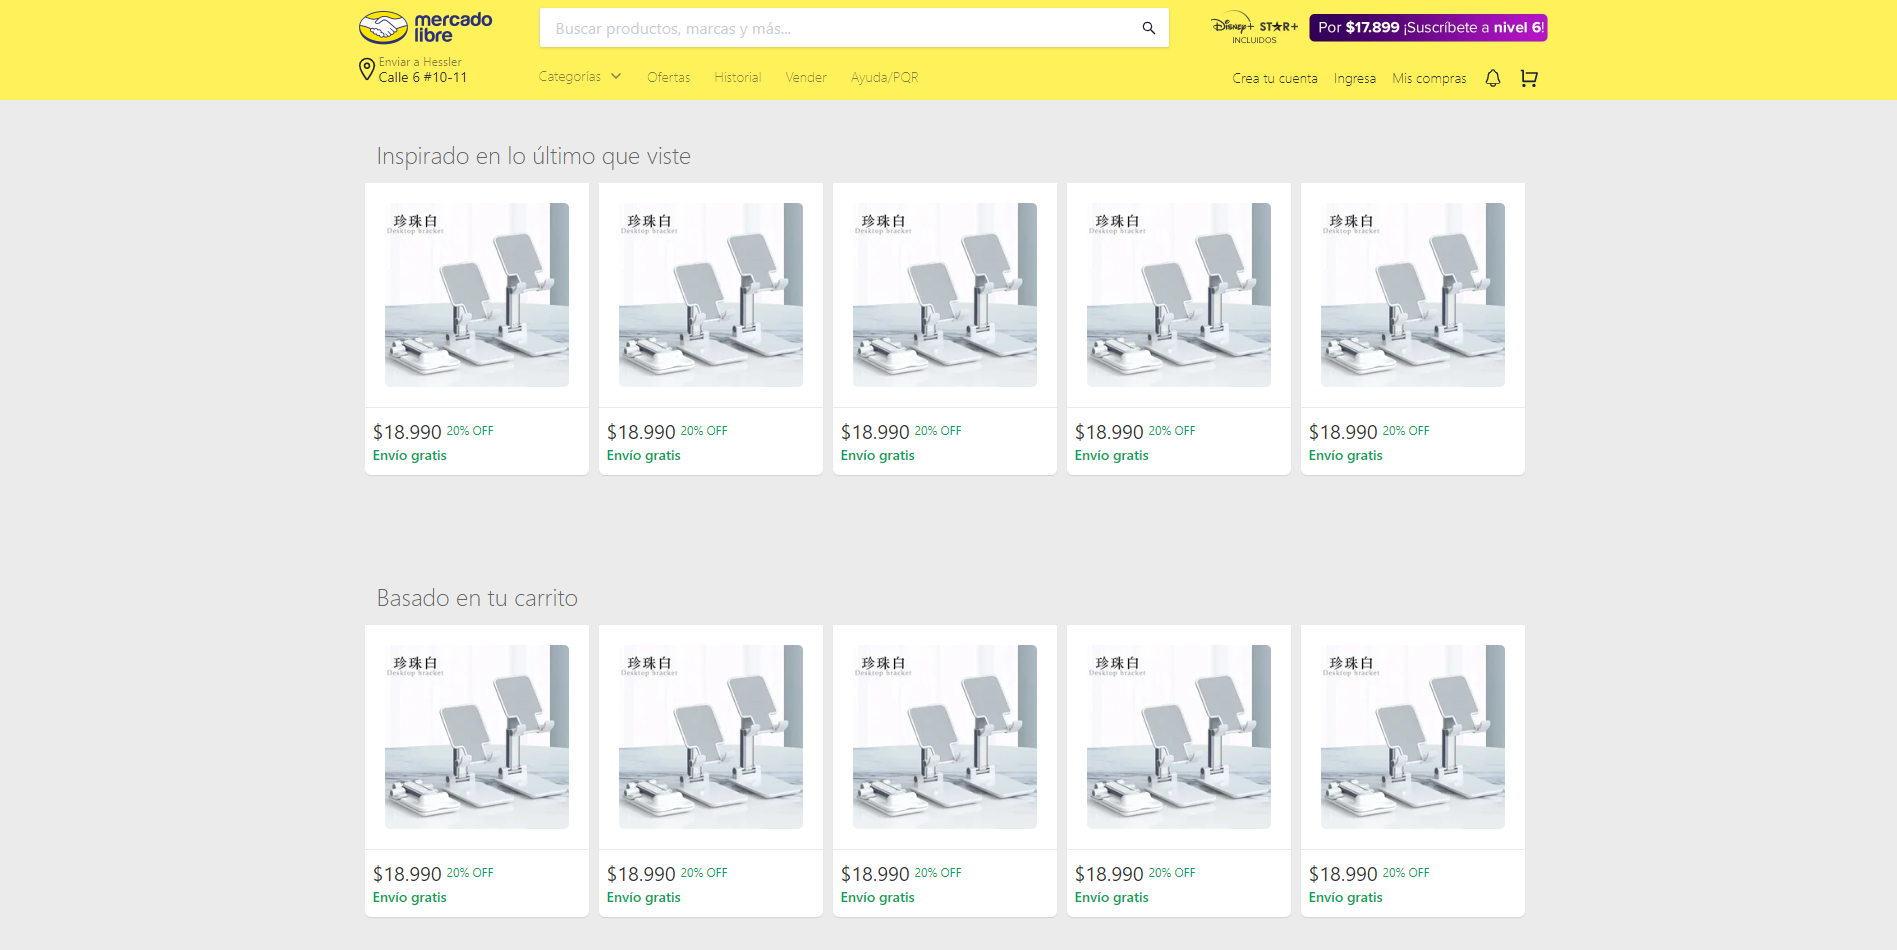 mercado
libre
Buscar productos, marcas y más...
Disney+ STAR+
INCLUIDOS
Por $17.899 ¡Suscríbete a nivel 6!
Enviar a Hessler
Calle 6 #10-11
Categorías
Ofertas
Historial
Vender
Ayuda/PQR
Crea tu cuenta
Ingresa
Mis compras
Inspirado en lo último que viste
珍珠白
Desktop bracket
$18.990 20% OFF
Envío gratis
珍珠白
Desktop bracket
$18.990 20% OFF
Envío gratis
珍珠白
Desktop bracket
$18.990 20% OFF
Envío gratis
珍珠白
Desktop bracket
$18.990 20% OFF
Envío gratis
珍珠白
Desktop bracket
$18.990 20% OFF
Envío gratis
Basado en tu carrito
珍珠白
Desktop bracket
$18.990 20% OFF
Envío gratis
珍珠白
Desktop bracket
$18.990 20% OFF
Envío gratis
珍珠白
Desktop bracket
$18.990 20% OFF
Envío gratis
珍珠白
Desktop bracket
$18.990 20% OFF
Envío gratis
珍珠白
Desktop bracket
$18.990 20% OFF
Envío gratis